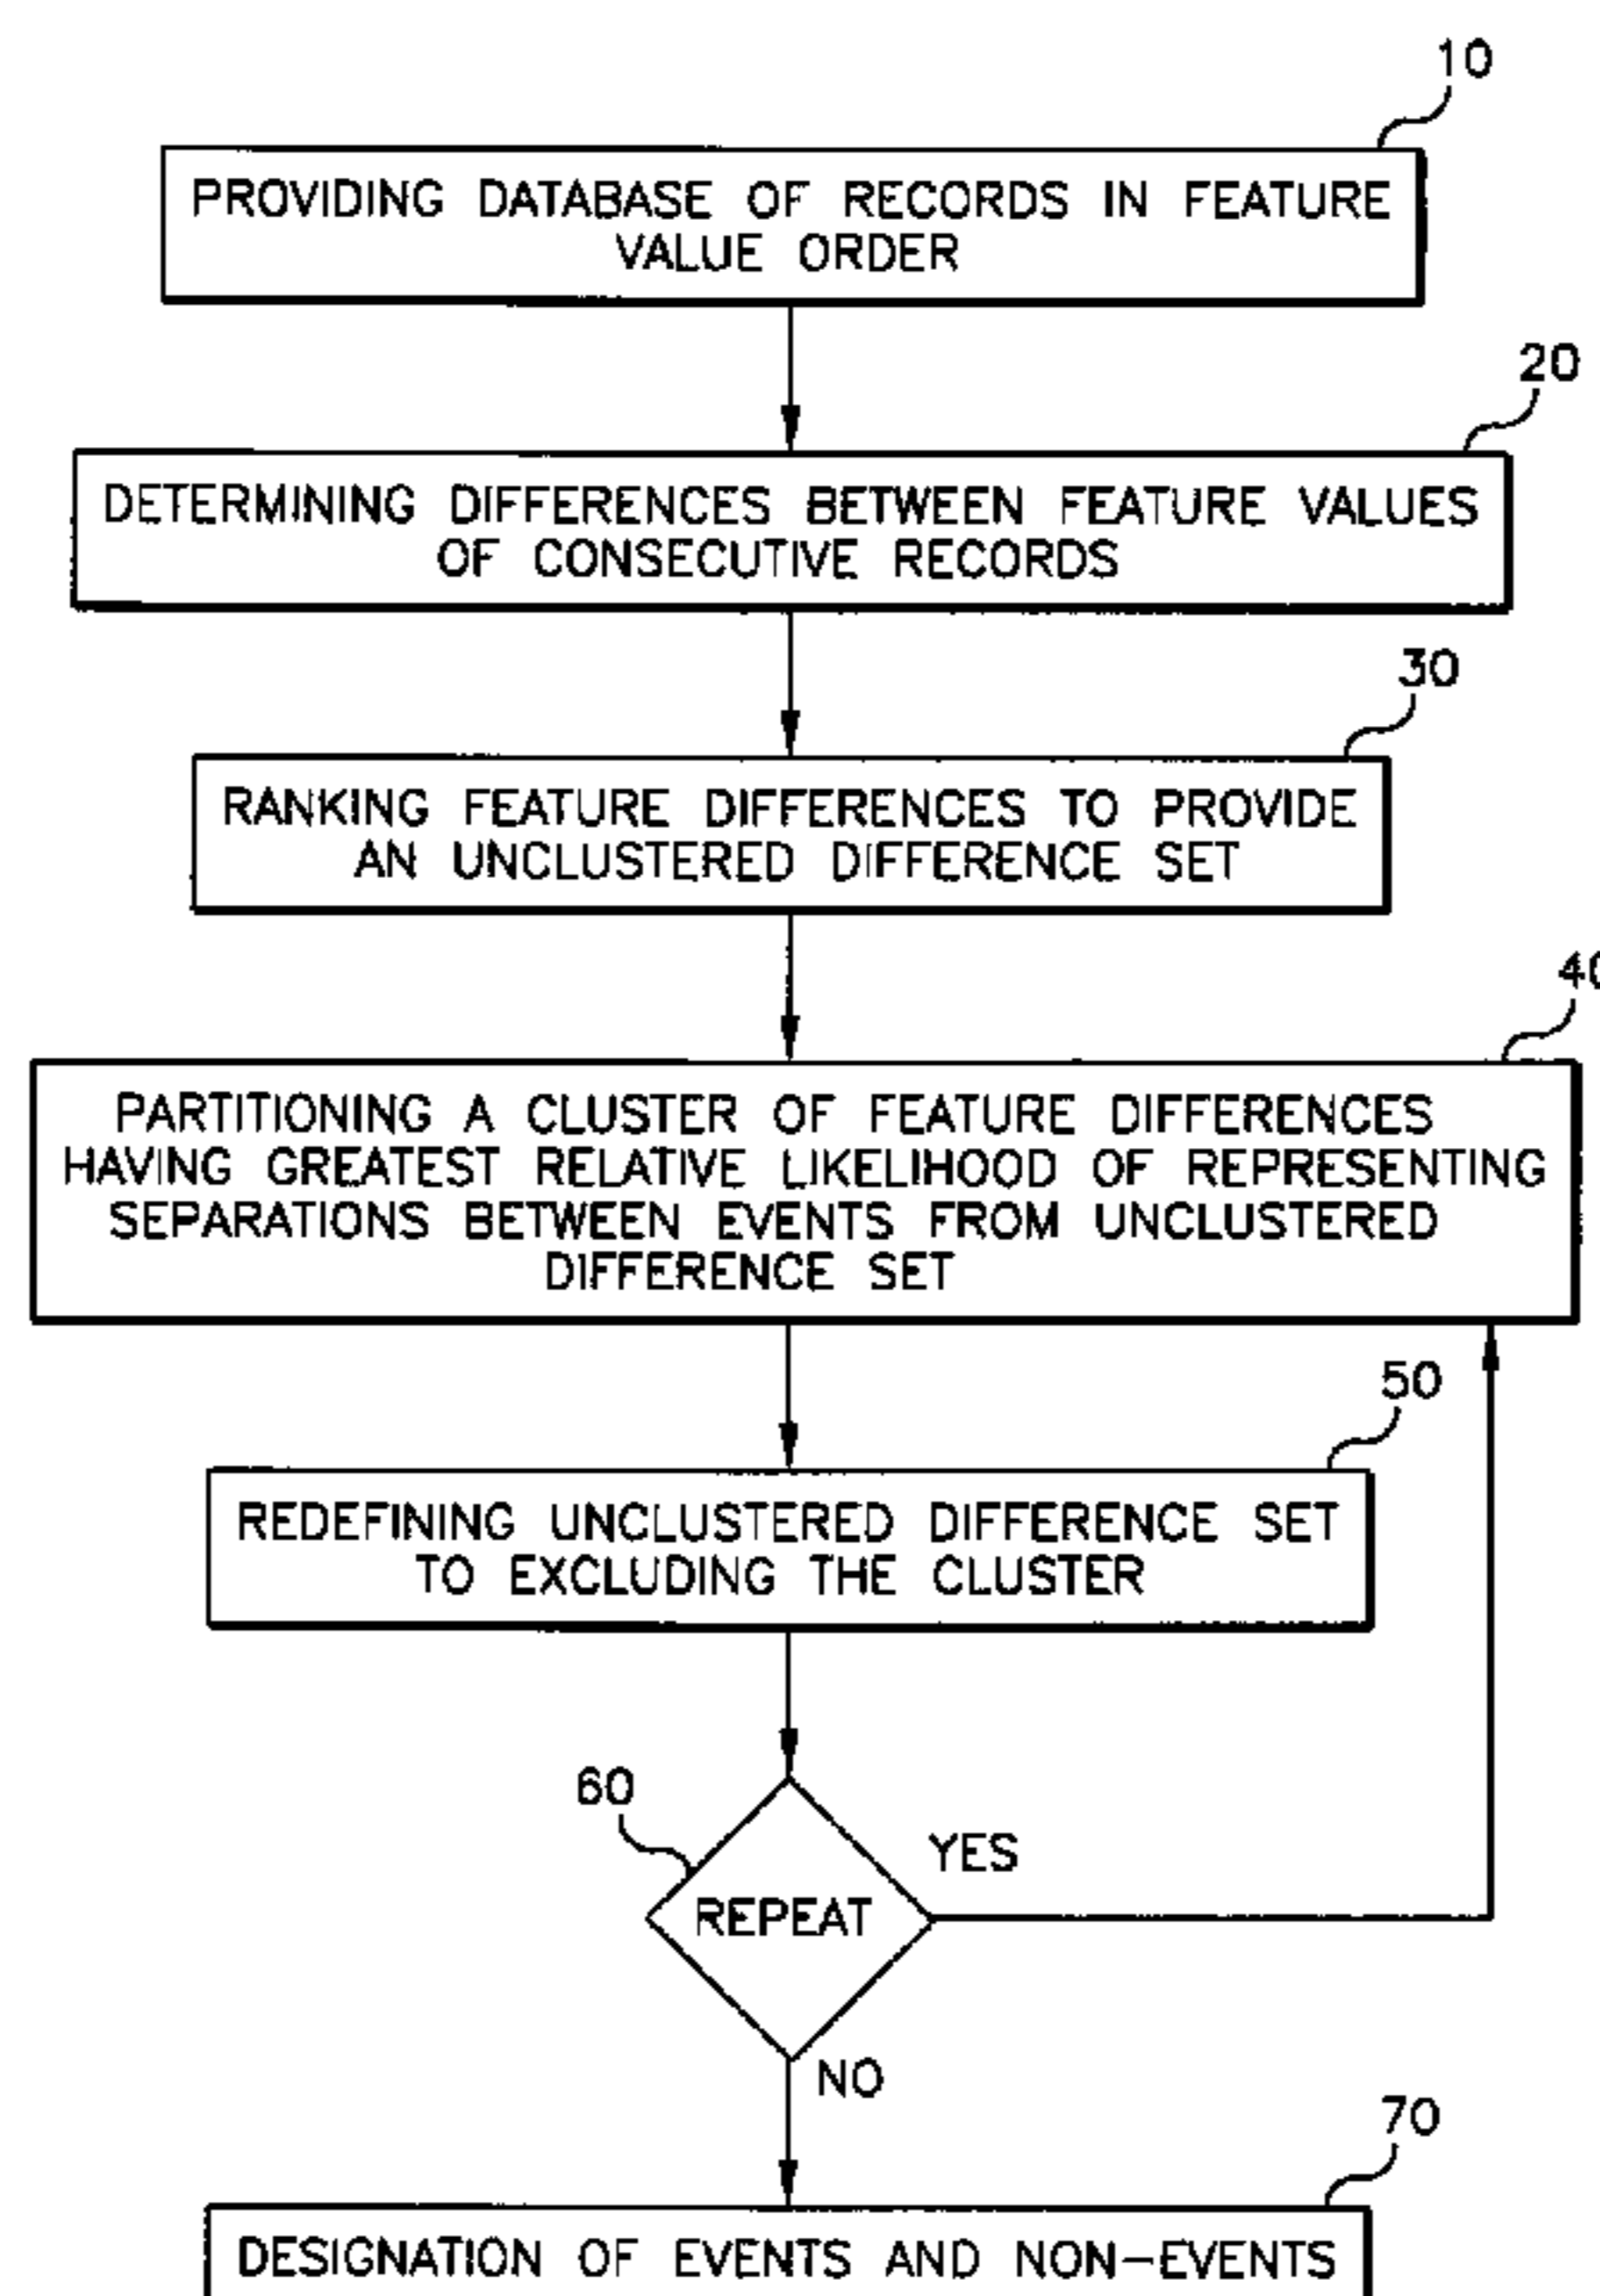 10
PROVIDING DATABASE OF RECORDS IN FEATURE
VALUE ORDER
20
DETERMINING DIFFERENCES BETWEEN FEATURE VALUES
OF CONSECUTIVE RECORDS
30
RANKING FEATURE DIFFERENCES TO PROVIDE
AN UNCLUSTERED DIFFERENCE SET
40
PARTITIONING A CLUSTER OF FEATURE DIFFERENCES
HAVING GREATEST RELATIVE LIKELIHOOD OF REPRESENTING
SEPARATIONS BETWEEN EVENTS FROM UNCLUSTERED
DIFFERENCE SET
50
REDEFINING UNCLUSTERED DIFFERENCE SET
TO EXCLUDING THE CLUSTER
60
YES
REPEAT
NO
70
DESIGNATION OF EVENTS AND NON-EVENTS